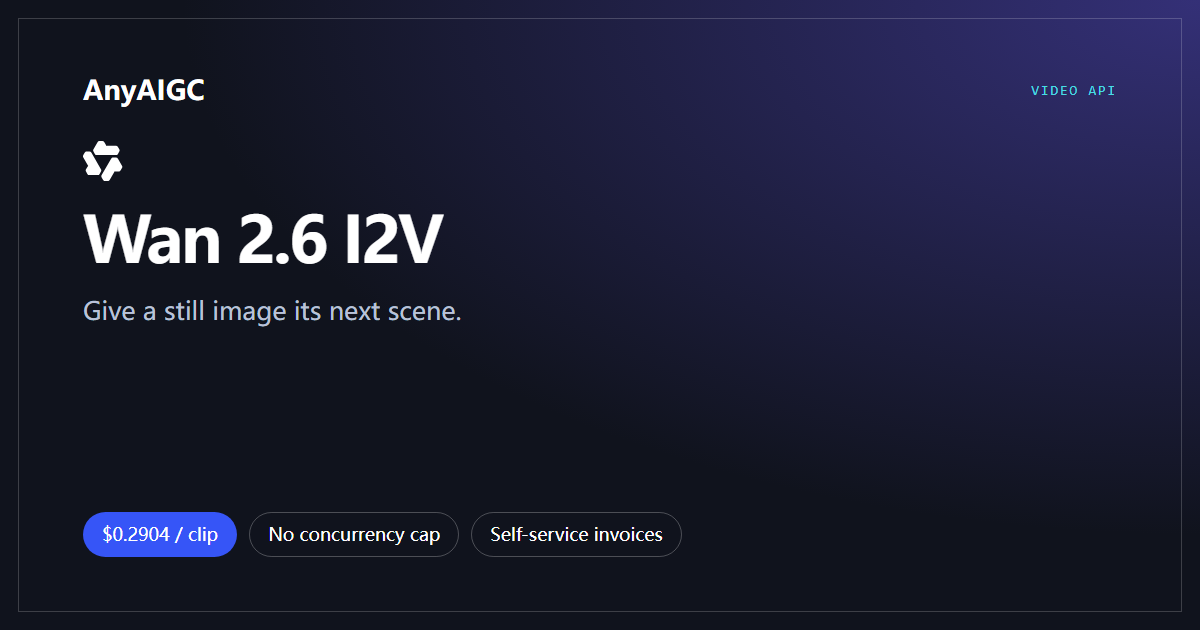 AnyAIGC
VIDEO API
Wan 2.6 I2V
Give a still image its next scene.
$0.2904 / clip
No concurrency cap
Self-service invoices